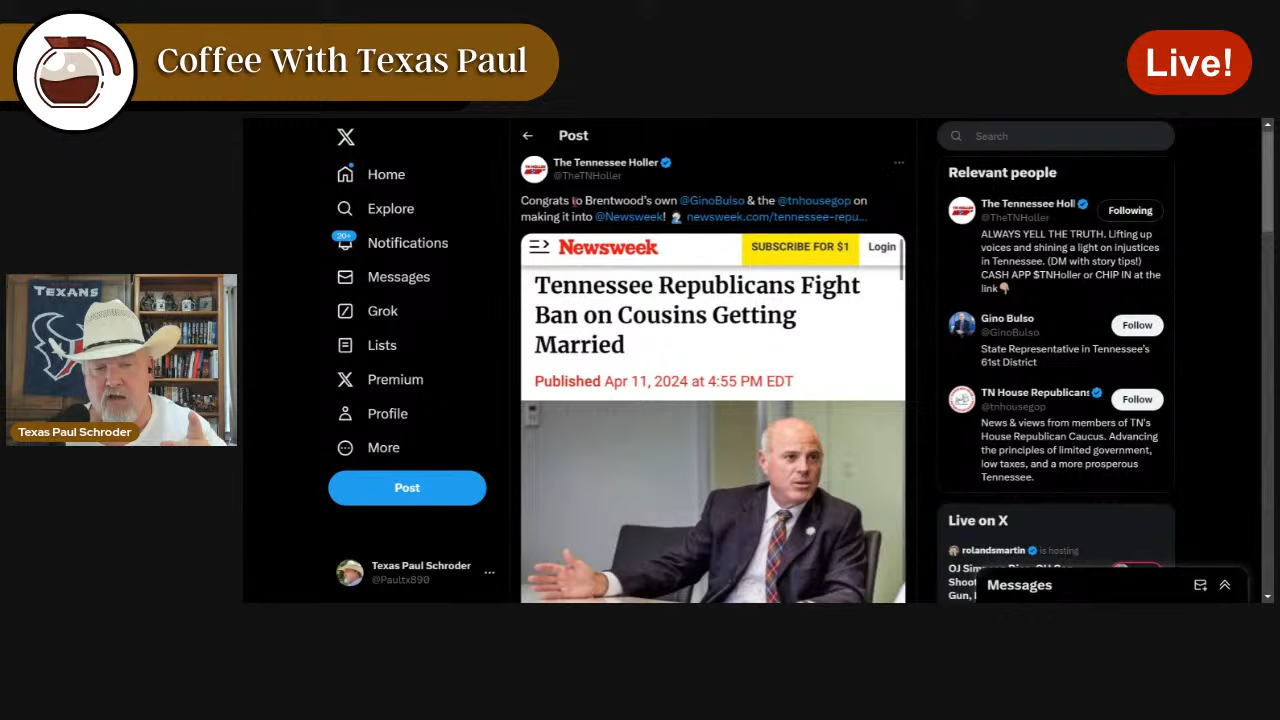 Coffee With Texas Paul
Live!
TEXANS
Texas Paul Schroder
Home
Explore
20+
Notifications
Messages
Grok
Lists
Premium
Profile
More
Post
Texas Paul Schroder
@Paultx890
Post
The Tennessee Holler
@TheTNHoller
Congrats to Brentwood's own @GinoBulso & the @tnhousegop on
making it into @Newsweek! newsweek.com/tennessee-repu...
Newsweek
SUBSCRIBE FOR $1
Login
Tennessee Republicans Fight
Ban on Cousins Getting
Married
Published Apr 11, 2024 at 4:55 PM EDT
Search
Relevant people
The Tennessee Holl
@TheTNHoller
Following
ALWAYS YELL THE TRUTH. Lifting up
voices and shining a light on injustices
in Tennessee. (DM with story tips!)
CASH APP $TNHoller or CHIP IN at the
link
Gino Bulso
@GinoBulso
Follow
State Representative in Tennessee's
61st District
TN House Republicans
@tnhousegop
Follow
News & views from members of TN's
House Republican Caucus. Advancing
the principles of limited government,
low taxes, and a more prosperous
Tennessee.
Live on X
rolandsmartin is hosting
Shoot
Gun,
Messages